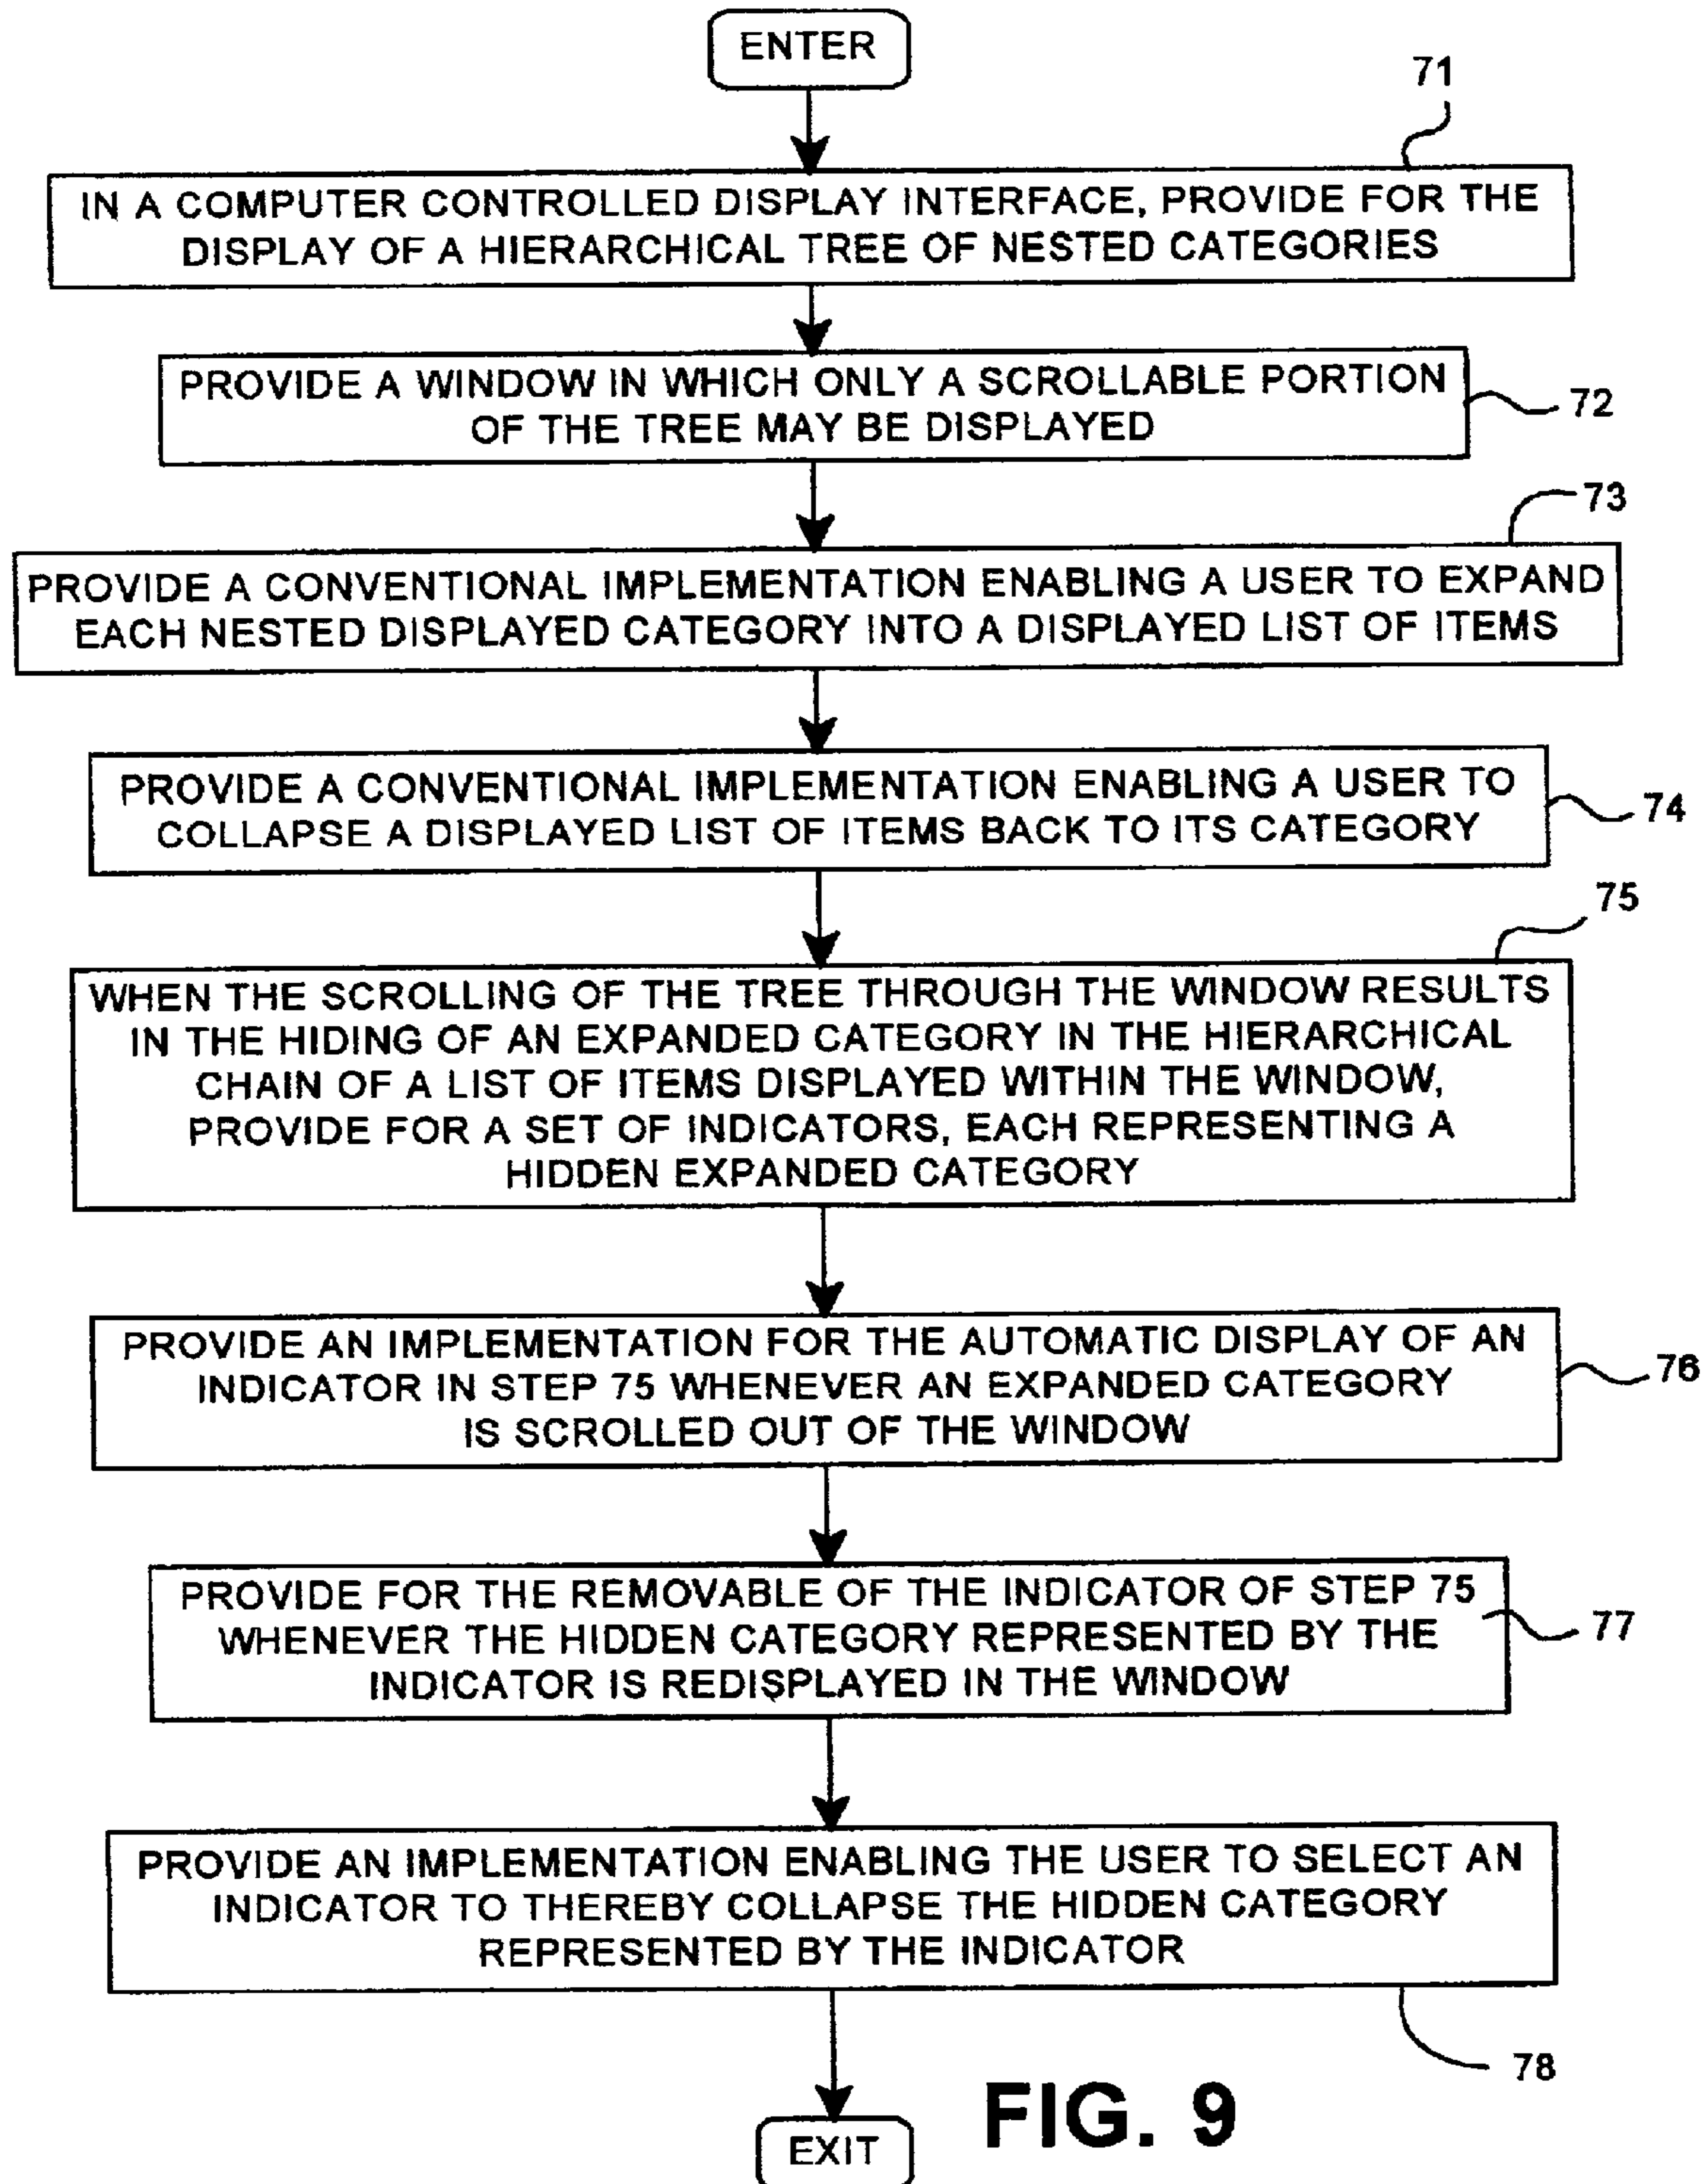 ENTER
71
IN A COMPUTER CONTROLLED DISPLAY INTERFACE, PROVIDE FOR THE
DISPLAY OF A HIERARCHICAL TREE OF NESTED CATEGORIES
PROVIDE A WINDOW IN WHICH ONLY A SCROLLABLE PORTION
OF THE TREE MAY BE DISPLAYED
72
73
PROVIDE A CONVENTIONAL IMPLEMENTATION ENABLING A USER TO EXPAND
EACH NESTED DISPLAYED CATEGORY INTO A DISPLAYED LIST OF ITEMS
PROVIDE A CONVENTIONAL IMPLEMENTATION ENABLING A USER TO
COLLAPSE A DISPLAYED LIST OF ITEMS BACK TO ITS CATEGORY
74
75
WHEN THE SCROLLING OF THE TREE THROUGH THE WINDOW RESULTS
IN THE HIDING OF AN EXPANDED CATEGORY IN THE HIERARCHICAL
CHAIN OF A LIST OF ITEMS DISPLAYED WITHIN THE WINDOW,
PROVIDE FOR A SET OF INDICATORS, EACH REPRESENTING A
HIDDEN EXPANDED CATEGORY
PROVIDE AN IMPLEMENTATION FOR THE AUTOMATIC DISPLAY OF AN
INDICATOR IN STEP 75 WHENEVER AN EXPANDED CATEGORY
IS SCROLLED OUT OF THE WINDOW
76
PROVIDE FOR THE REMOVABLE OF THE INDICATOR OF STEP 75
WHENEVER THE HIDDEN CATEGORY REPRESENTED BY THE
INDICATOR IS REDISPLAYED IN THE WINDOW
77
PROVIDE AN IMPLEMENTATION ENABLING THE USER TO SELECT AN
INDICATOR TO THEREBY COLLAPSE THE HIDDEN CATEGORY
REPRESENTED BY THE INDICATOR
78
EXIT
FIG. 9